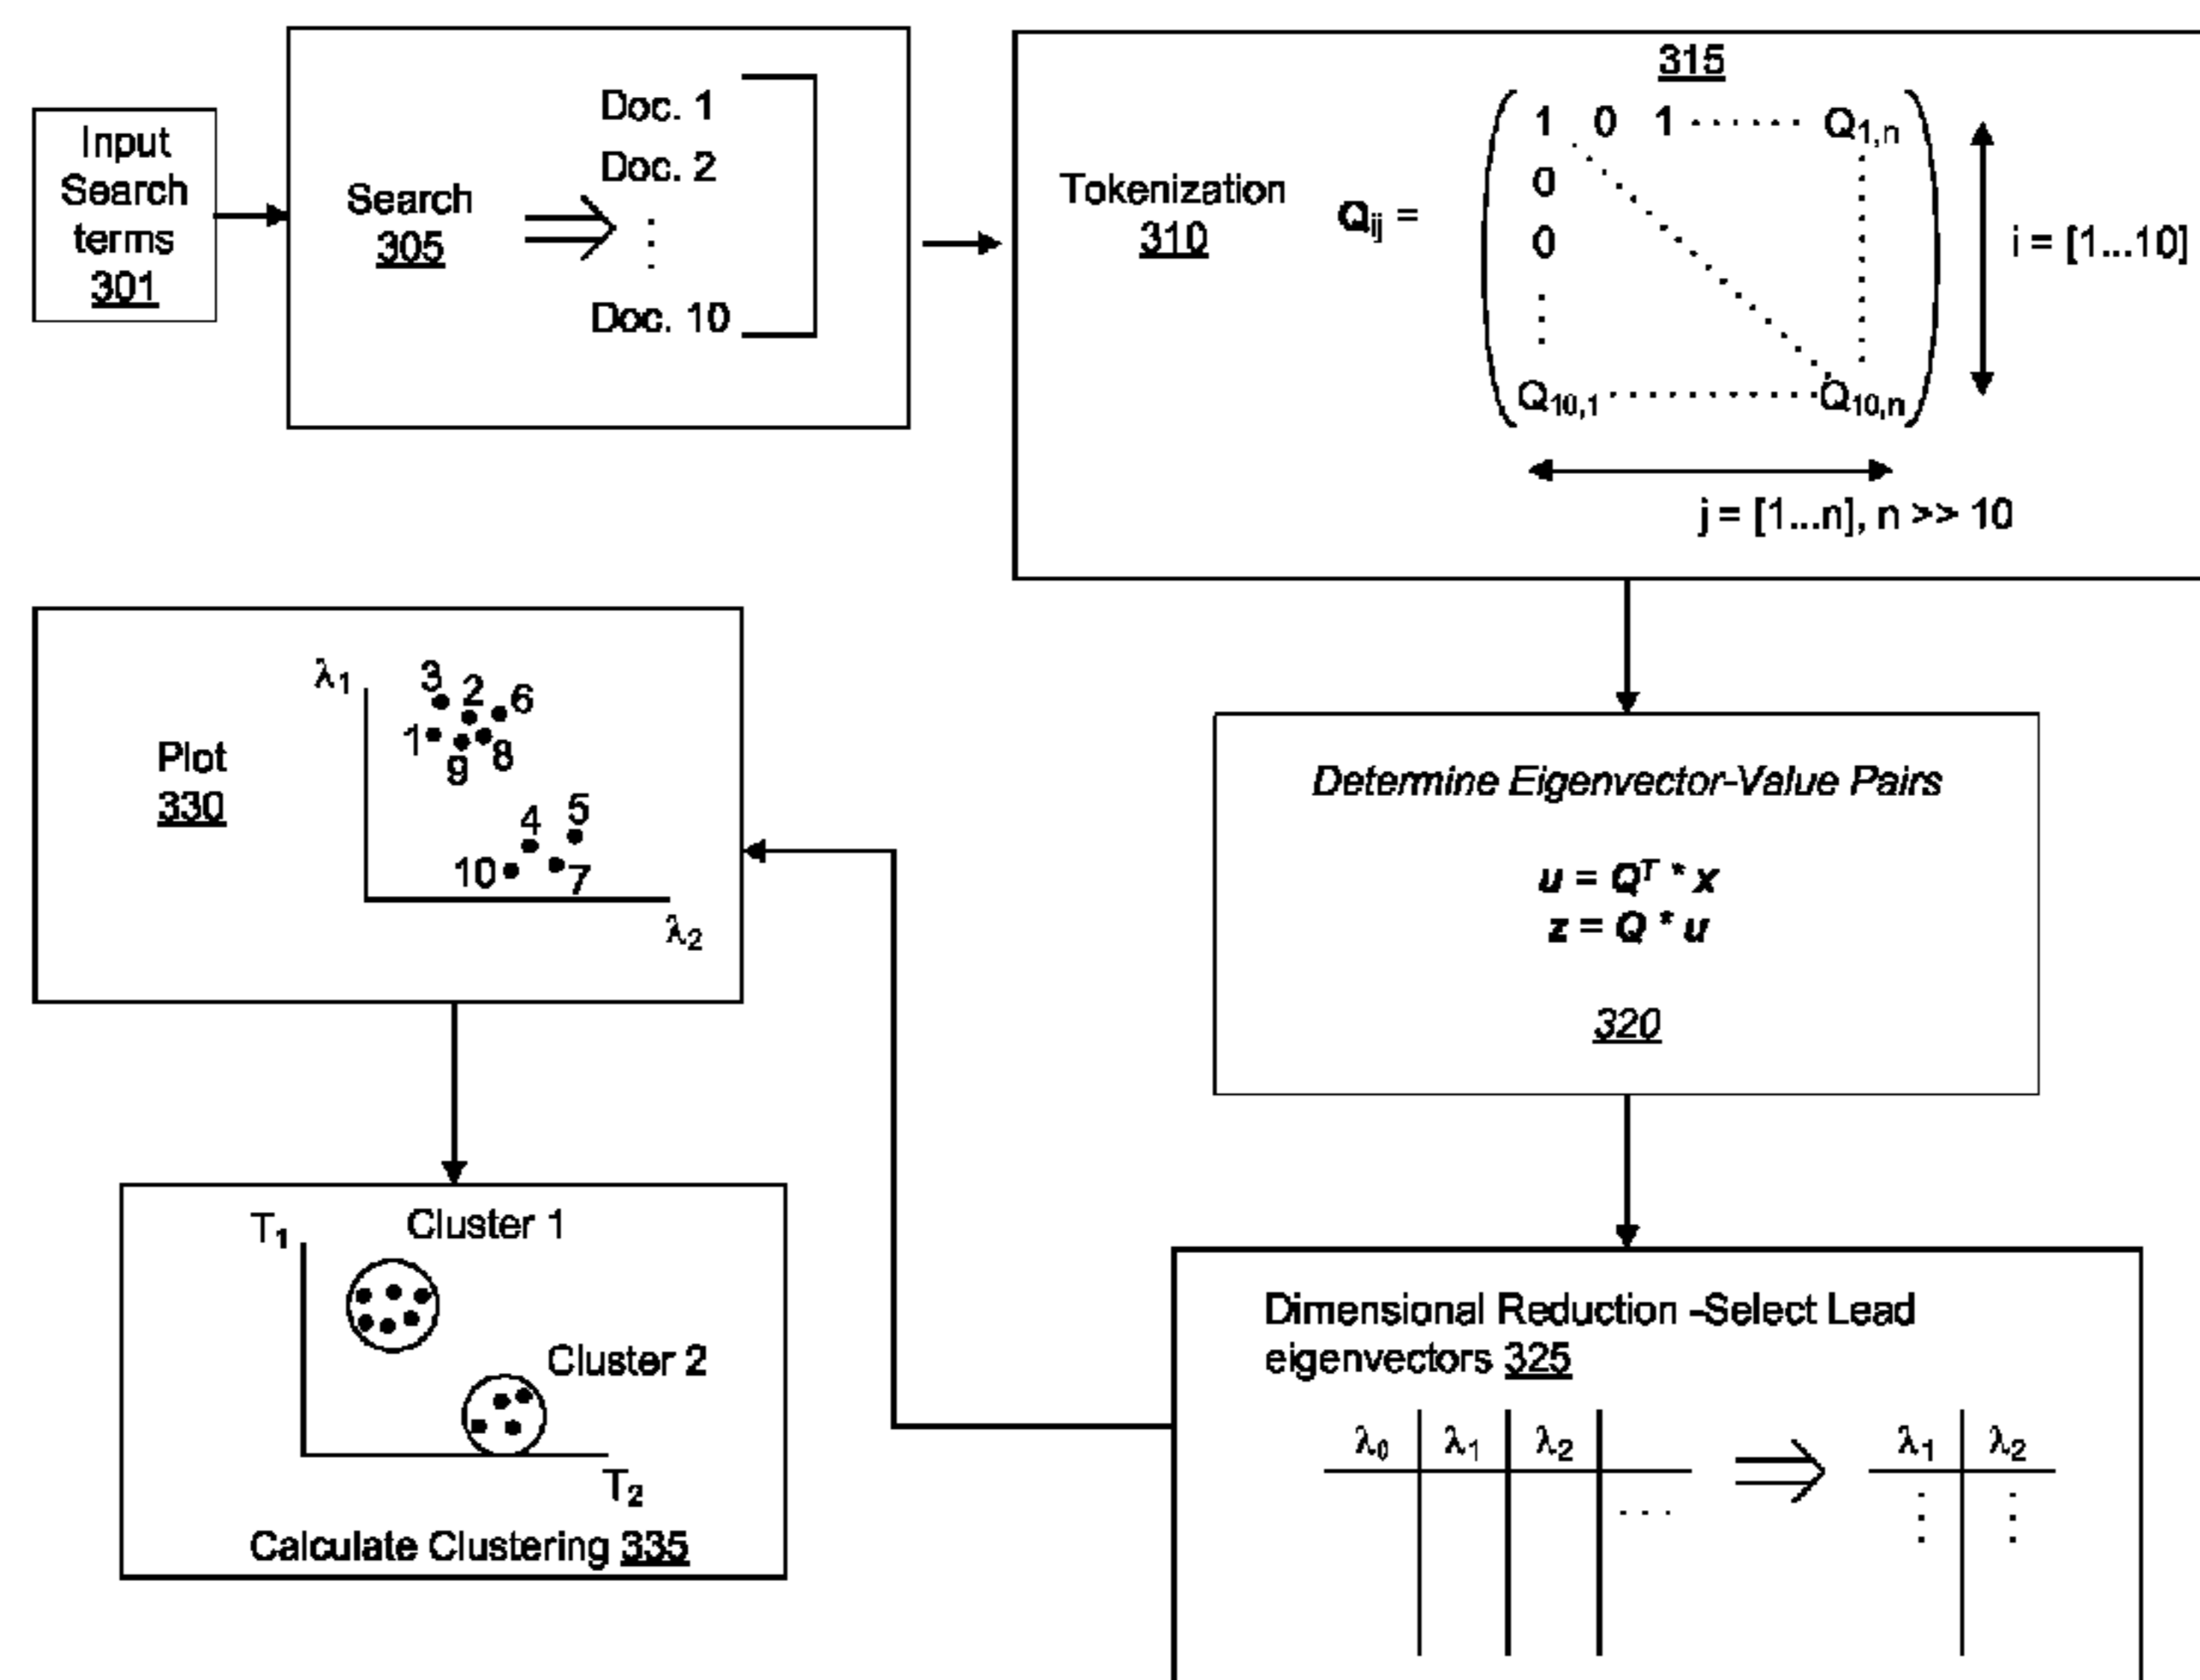 Input
Search
terms
301
Search
305
Doc. 1
Doc. 2
Doc. 10
Tokenization
310
315
Qij =
1 0 1 ...... Q1,n
0
0
Q10,1 ........... Q10,n
i = [1...10]
j = [1...n], n >> 10
Determine Eigenvector-Value Pairs
u = Q^T * x
z = Q * u
320
Dimensional Reduction -Select Lead
eigenvectors 325
λ0 λ1 λ2 ...
λ1 λ2
Plot
330
λ1
3 2 6
1 9 8
4 5
10 7
λ2
T1
Cluster 1
Cluster 2
T2
Calculate Clustering 335